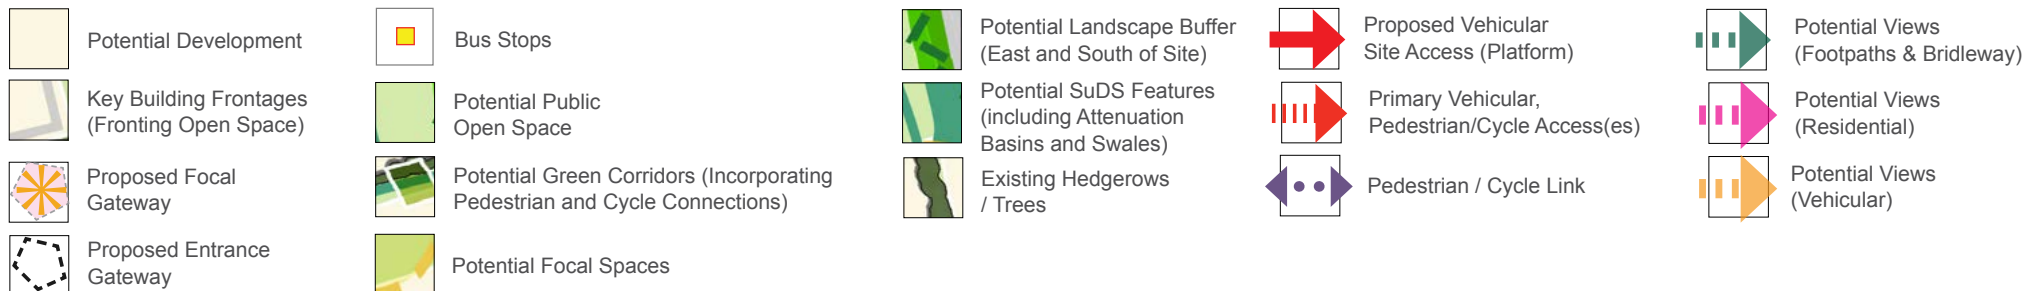 Potential Development
Key Building Frontages
(Fronting Open Space)
Proposed Focal
Gateway
Proposed Entrance
Gateway
Bus Stops
Potential Public
Open Space
Potential Green Corridors (Incorporating
Pedestrian and Cycle Connections)
Potential Focal Spaces
Potential Landscape Buffer
(East and South of Site)
Potential SuDS Features
(including Attenuation
Basins and Swales)
Existing Hedgerows
/ Trees
Proposed Vehicular
Site Access (Platform)
Primary Vehicular,
Pedestrian/Cycle Access(es)
Pedestrian / Cycle Link
Potential Views
(Footpaths & Bridleway)
Potential Views
(Residential)
Potential Views
(Vehicular)